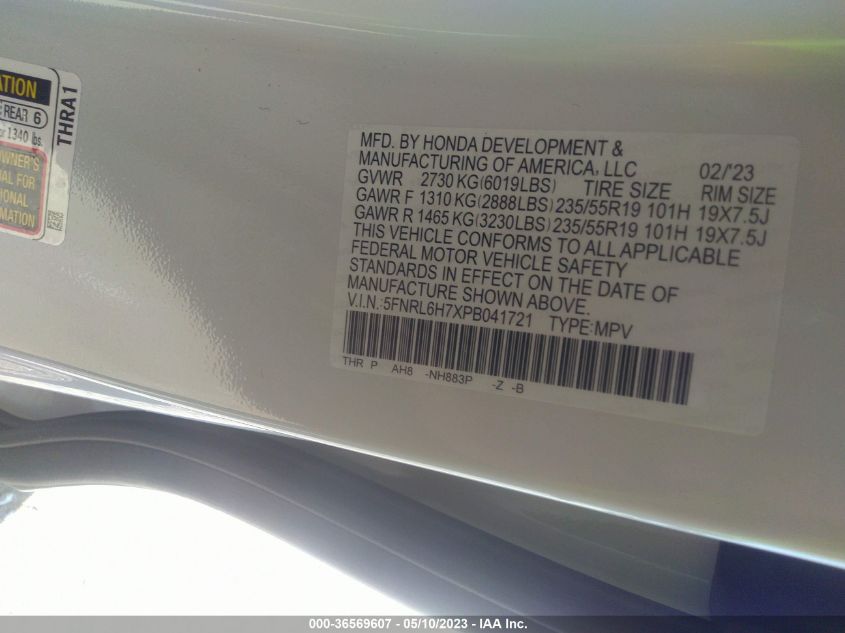 ATION
REAR 6
1340 lbs.
OWNER'S
AL FOR
IONAL
MATION
THRA1
MFD. BY HONDA DEVELOPMENT &
MANUFACTURING OF AMERICA, LLC 02/'23
GVWR 2730 KG(6019LBS) TIRE SIZE RIM SIZE
GAWR F 1310 KG(2888LBS) 235/55R19 101H 19X7.5J
GAWR R 1465 KG(3230LBS) 235/55R19 101H 19X7.5J
THIS VEHICLE CONFORMS TO ALL APPLICABLE
FEDERAL MOTOR VEHICLE SAFETY
STANDARDS IN EFFECT ON THE DATE OF
MANUFACTURE SHOWN ABOVE.
V.I.N.:5FNRL6H7XPB041721 TYPE:MPV
THR P AH8 -NH883P -Z -B
000-36569607 - 05/10/2023 - IAA Inc.